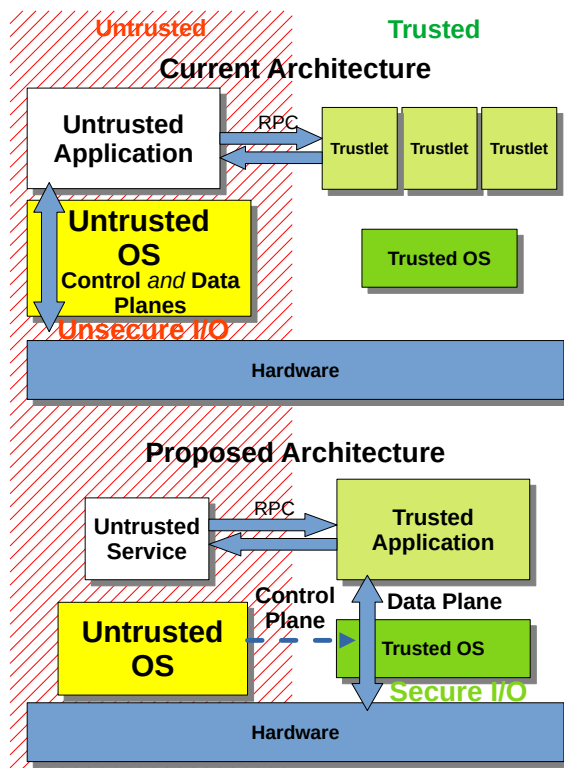 Untrusted
Trusted
Current Architecture
Untrusted
Application
RPC
Trustlet
Trustlet
Trustlet
Untrusted
OS
Control and Data
Planes
Trusted OS
Unsecure I/O
Hardware
Proposed Architecture
Untrusted
Service
RPC
Trusted
Application
Control
Plane
Data Plane
Untrusted
OS
Trusted OS
Secure I/O
Hardware